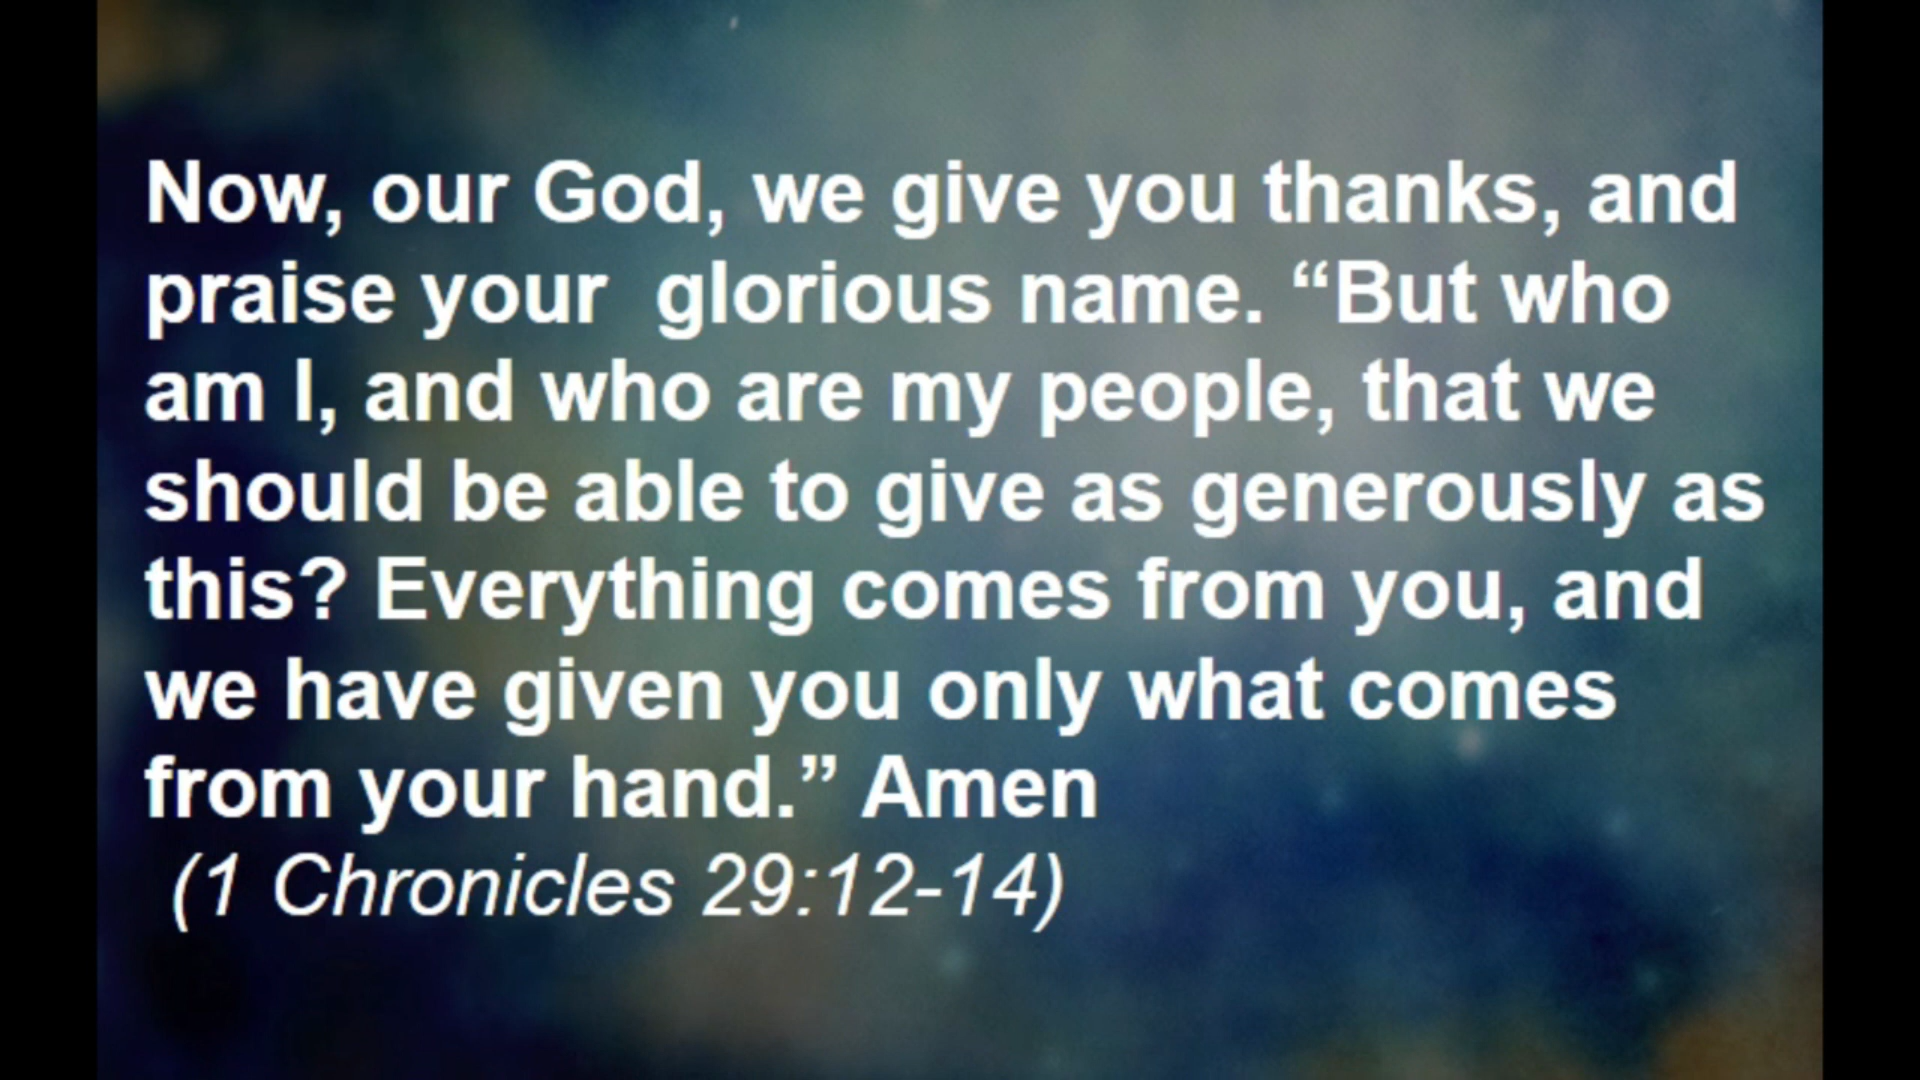 Now, our God, we give you thanks, and
praise your  glorious name. “But who
am I, and who are my people, that we
should be able to give as generously as
this? Everything comes from you, and
we have given you only what comes
from your hand.” Amen
(1 Chronicles 29:12-14)